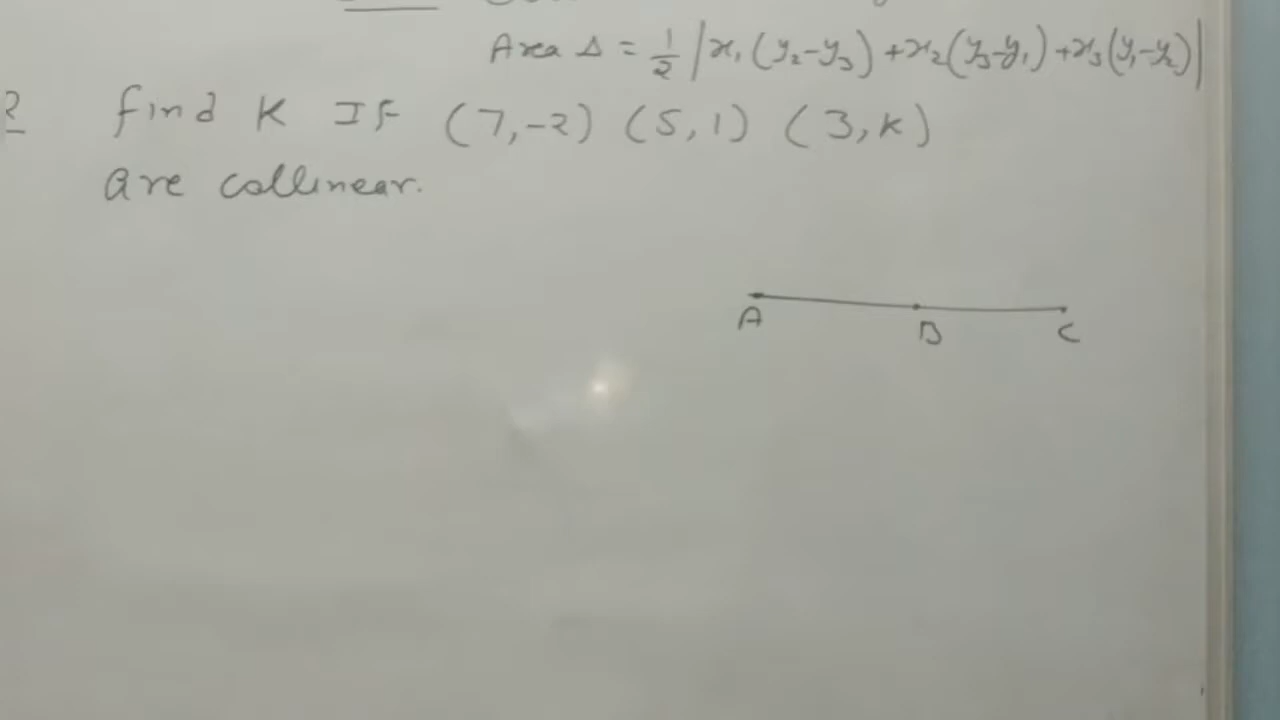 Area Δ = 1/2 |x₁(y₂-y₃)+x₂(y₃-y₁)+x₃(y₁-y₂)|
2 find K IF (7,-2) (5,1) (3,K)
are collinear.
A B C